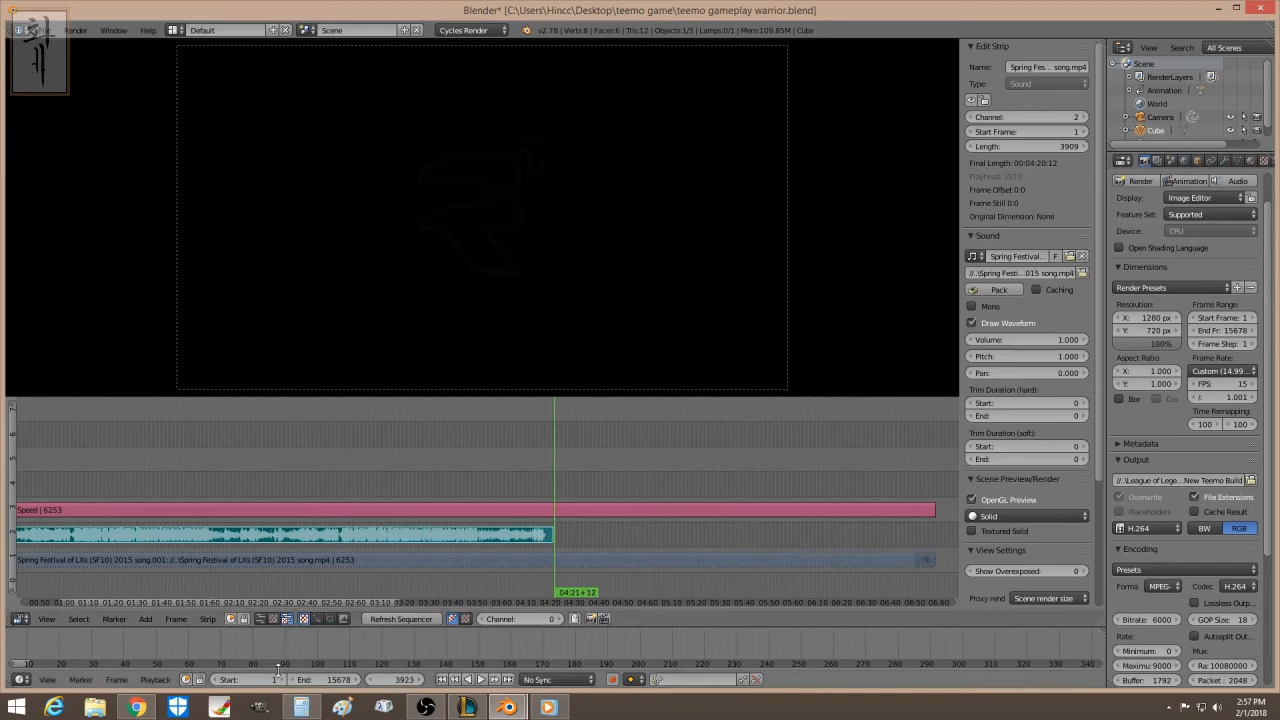 Blender* [C:\Users\Hincc\Desktop\teemo game\teemo gameplay warrior.blend]
File Render Window Help Default Scene Cycles Render v2.78 | Verts:8 | Faces:6 | Tris:12 | Objects:1/3 | Lamps:0/1 | Mem:109.85M | Cube
Edit Strip
Name: Spring Fes... song.mp4
Type: Sound
Channel: 2
Start Frame: 1
Length: 3909
Final Length: 00:04:20:12
Playhead: 3922
Frame Offset 0:0
Frame Still 0:0
Original Dimension: None
Sound
Spring Festival... F
//..\Spring Festi...015 song.mp4
Pack Caching
Mono
Draw Waveform
Volume: 1.000
Pitch: 1.000
Pan: 0.000
Trim Duration (hard):
Start: 0
End: 0
Trim Duration (soft):
Start: 0
End: 0
Scene Preview/Render
OpenGL Preview
Solid
Textured Solid
View Settings
Show Overexposed: 0
Proxy rend Scene render size
View Search All Scenes
Scene
RenderLayers
Animation
World
Camera
Cube
Render Animation Audio
Display: Image Editor
Feature Set: Supported
Device: CPU
Open Shading Language
Dimensions
Render Presets
Resolution: Frame Range:
X: 1280 px Start Frame: 1
Y: 720 px End Fr: 15678
100% Frame Step: 1
Aspect Ratio: Frame Rate:
X: 1.000 Custom (14.99...
Y: 1.000 FPS: 15
Bor Cro /: 1.001
Time Remapping:
100 100
Metadata
Output
//..\League of Lege...New Teemo Build
Overwrite File Extensions
Placeholders Cache Result
H.264 BW RGB
Encoding
Presets
Forma MPEG- Codec H.264
Lossless Outp...
Bitrate: 6000 GOP Size: 18
Rate: Autosplit Out...
Mux:
Minimum: 0 Ra:10080000
Maximu: 9000 Packet: 2048
Buffer: 1792
7
6
5
4
3
2
1
0
Speed | 6253
Spring Festival of LXs (SF10) 2015 song.001: //..\Spring Festival of LXs (SF10) 2015 song.mp4 | 6253
04:21+12
00:50 01:00 01:10 01:20 01:30 01:40 01:50 01:60 02:10 02:20 02:30 02:40 02:50 03:00 03:10 03:20 03:30 03:40 03:50 04:00 04:10 04:20 04:30 04:40 04:50 05:00 05:10 05:20 05:30 05:40 05:50 06:00 06:10 06:20 06:30 06:40 06:50 06:60
View Select Marker Add Frame Strip Refresh Sequencer Channel: 0
10 20 30 40 50 60 70 80 90 100 110 120 130 140 150 160 170 180 190 200 210 220 230 240 250 260 270 280 290 300 310 320 330 340
View Marker Frame Playback Start: 1 End: 15678 3923 No Sync
2:57 PM
2/1/2018